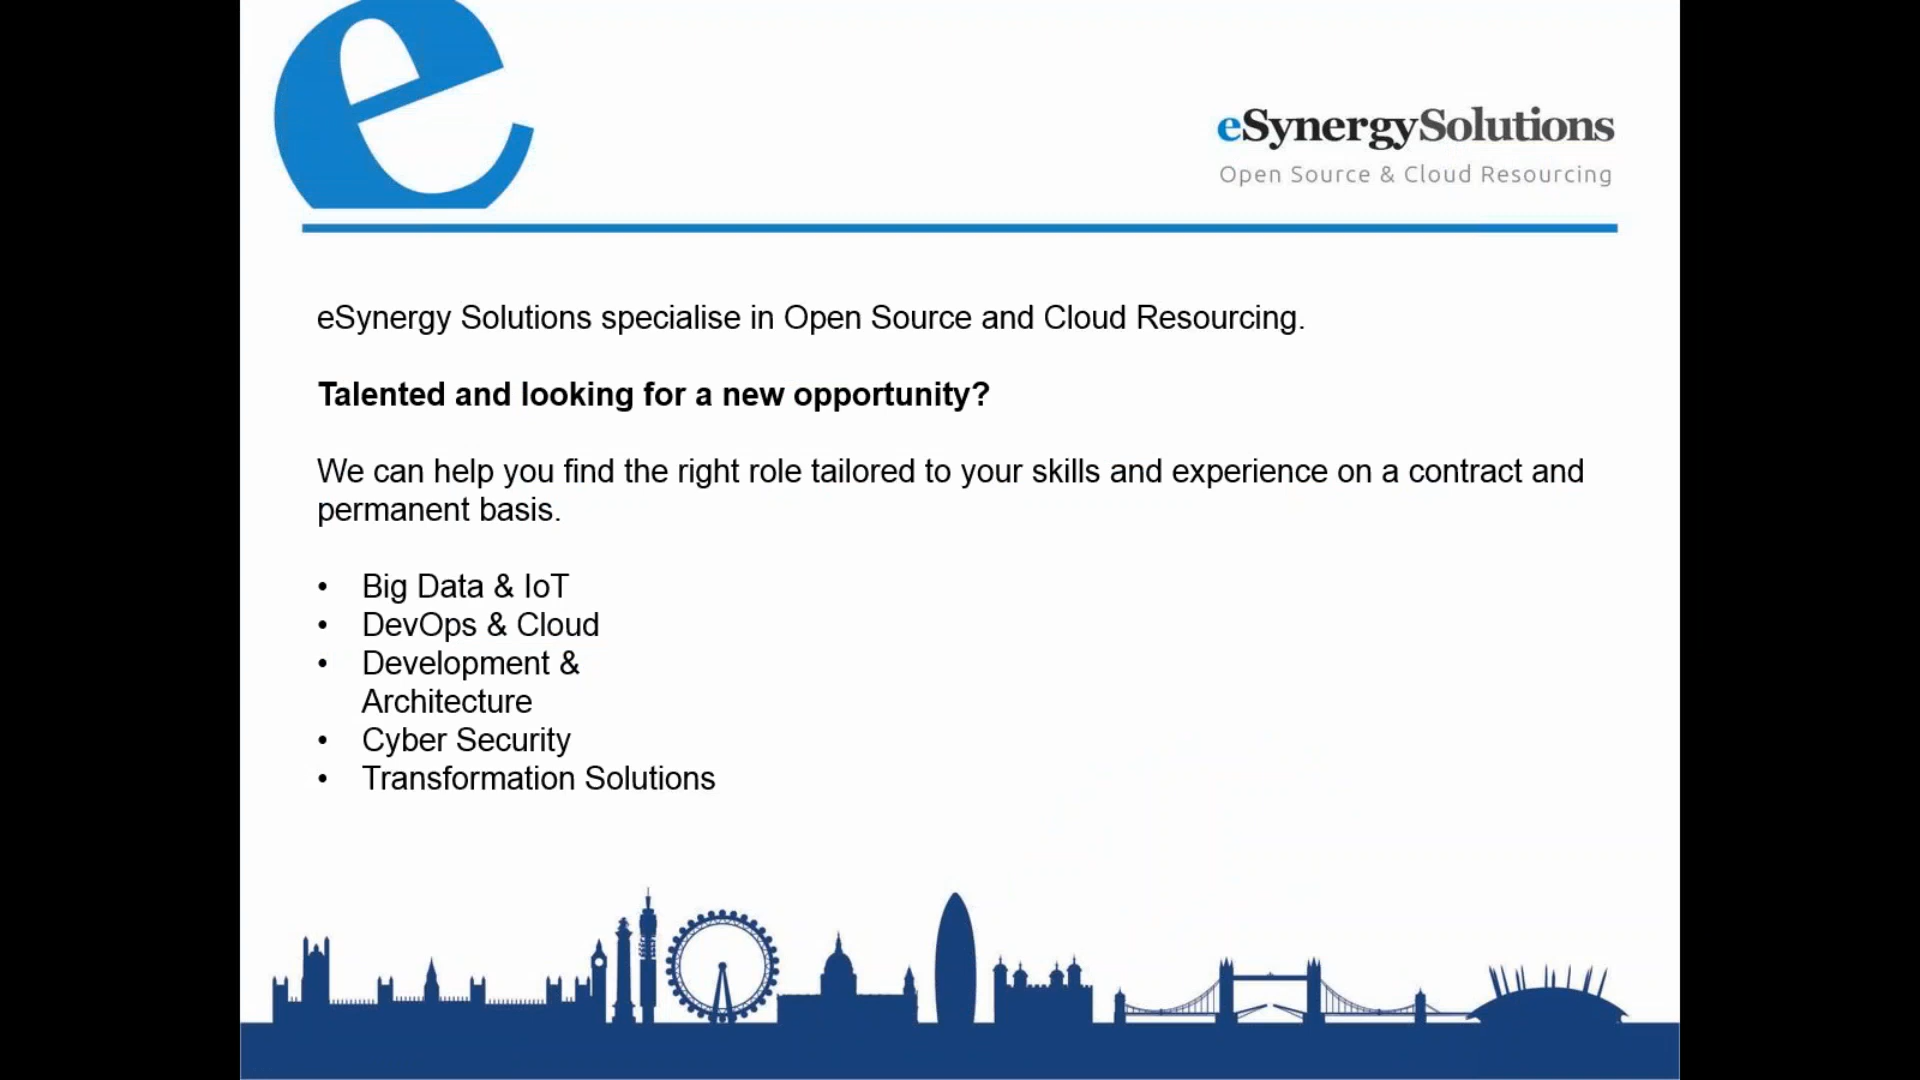 eSynergySolutions
Open Source & Cloud Resourcing
eSynergy Solutions specialise in Open Source and Cloud Resourcing.
Talented and looking for a new opportunity?
We can help you find the right role tailored to your skills and experience on a contract and
permanent basis.
• Big Data & IoT
• DevOps & Cloud
• Development &
Architecture
• Cyber Security
• Transformation Solutions